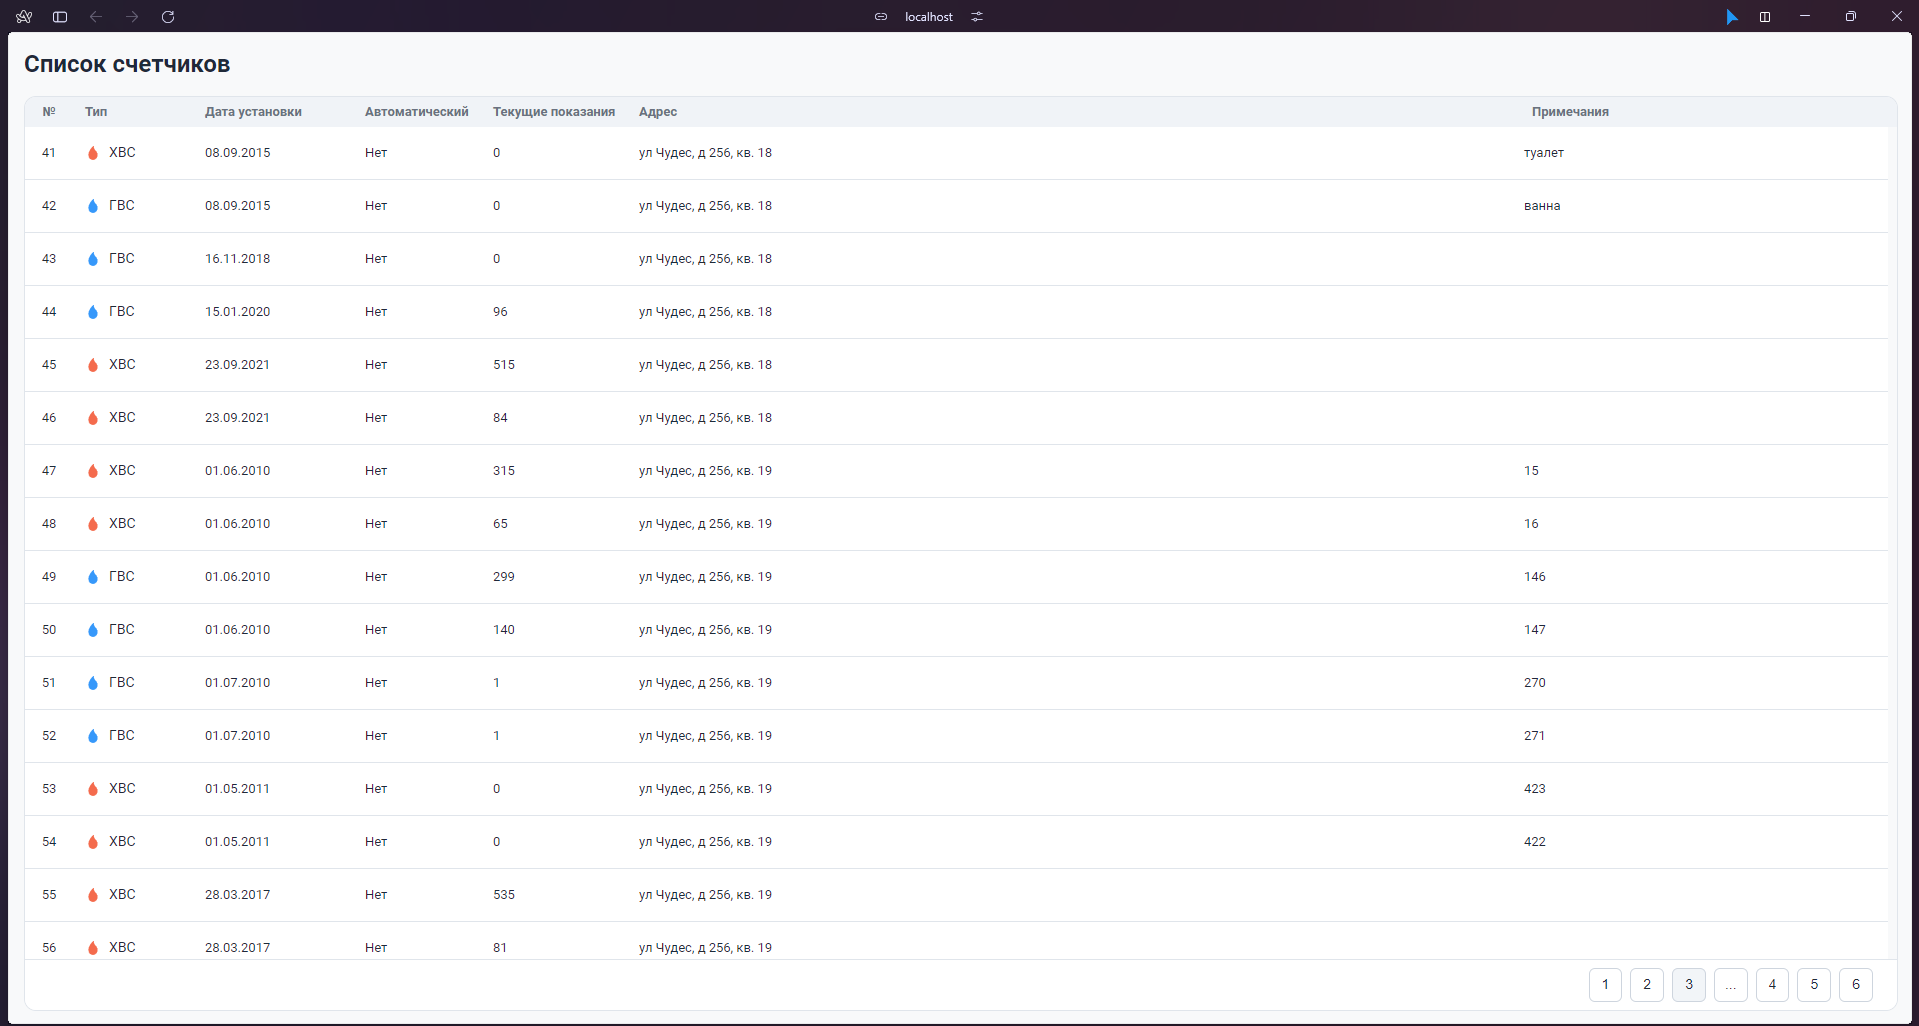 localhost
Список счетчиков
№ Тип Дата установки Автоматический Текущие показания Адрес Примечания
41 ХВС 08.09.2015 Нет 0 ул Чудес, д 256, кв. 18 туалет
42 ГВС 08.09.2015 Нет 0 ул Чудес, д 256, кв. 18 ванна
43 ГВС 16.11.2018 Нет 0 ул Чудес, д 256, кв. 18
44 ГВС 15.01.2020 Нет 96 ул Чудес, д 256, кв. 18
45 ХВС 23.09.2021 Нет 515 ул Чудес, д 256, кв. 18
46 ХВС 23.09.2021 Нет 84 ул Чудес, д 256, кв. 18
47 ХВС 01.06.2010 Нет 315 ул Чудес, д 256, кв. 19 15
48 ХВС 01.06.2010 Нет 65 ул Чудес, д 256, кв. 19 16
49 ГВС 01.06.2010 Нет 299 ул Чудес, д 256, кв. 19 146
50 ГВС 01.06.2010 Нет 140 ул Чудес, д 256, кв. 19 147
51 ГВС 01.07.2010 Нет 1 ул Чудес, д 256, кв. 19 270
52 ГВС 01.07.2010 Нет 1 ул Чудес, д 256, кв. 19 271
53 ХВС 01.05.2011 Нет 0 ул Чудес, д 256, кв. 19 423
54 ХВС 01.05.2011 Нет 0 ул Чудес, д 256, кв. 19 422
55 ХВС 28.03.2017 Нет 535 ул Чудес, д 256, кв. 19
56 ХВС 28.03.2017 Нет 81 ул Чудес, д 256, кв. 19
1 2 3 ... 4 5 6